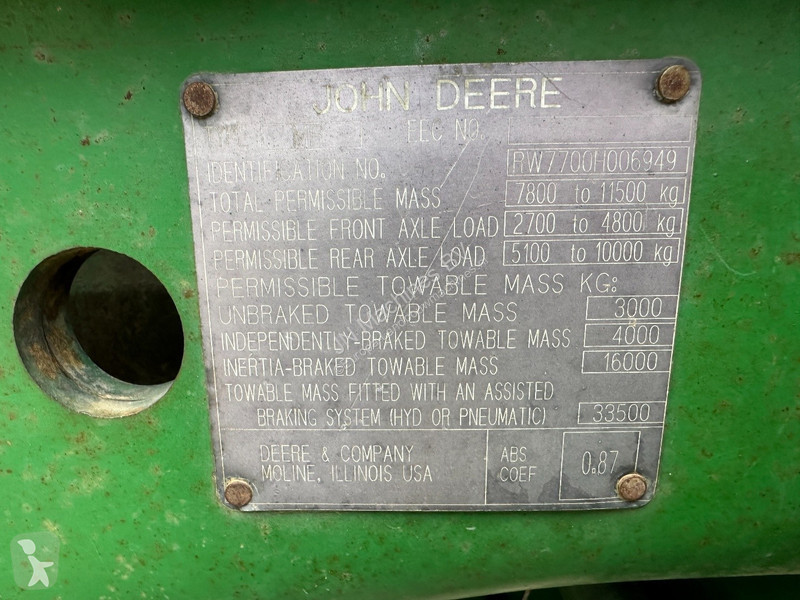 JOHN DEERE
TYPE EEC NO.
IDENTIFICATION NO. RW7700H006949
TOTAL PERMISSIBLE MASS 7800 to 11500 kg
PERMISSIBLE FRONT AXLE LOAD 2700 to 4800 kg
PERMISSIBLE REAR AXLE LOAD 5100 to 10000 kg
PERMISSIBLE TOWABLE MASS KG:
UNBRAKED TOWABLE MASS 3000
INDEPENDENTLY-BRAKED TOWABLE MASS 4000
INERTIA-BRAKED TOWABLE MASS 16000
TOWABLE MASS FITTED WITH AN ASSISTED
BRAKING SYSTEM (HYD OR PNEUMATIC) 33500
DEERE & COMPANY
MOLINE, ILLINOIS USA
ABS
COEF
0.87